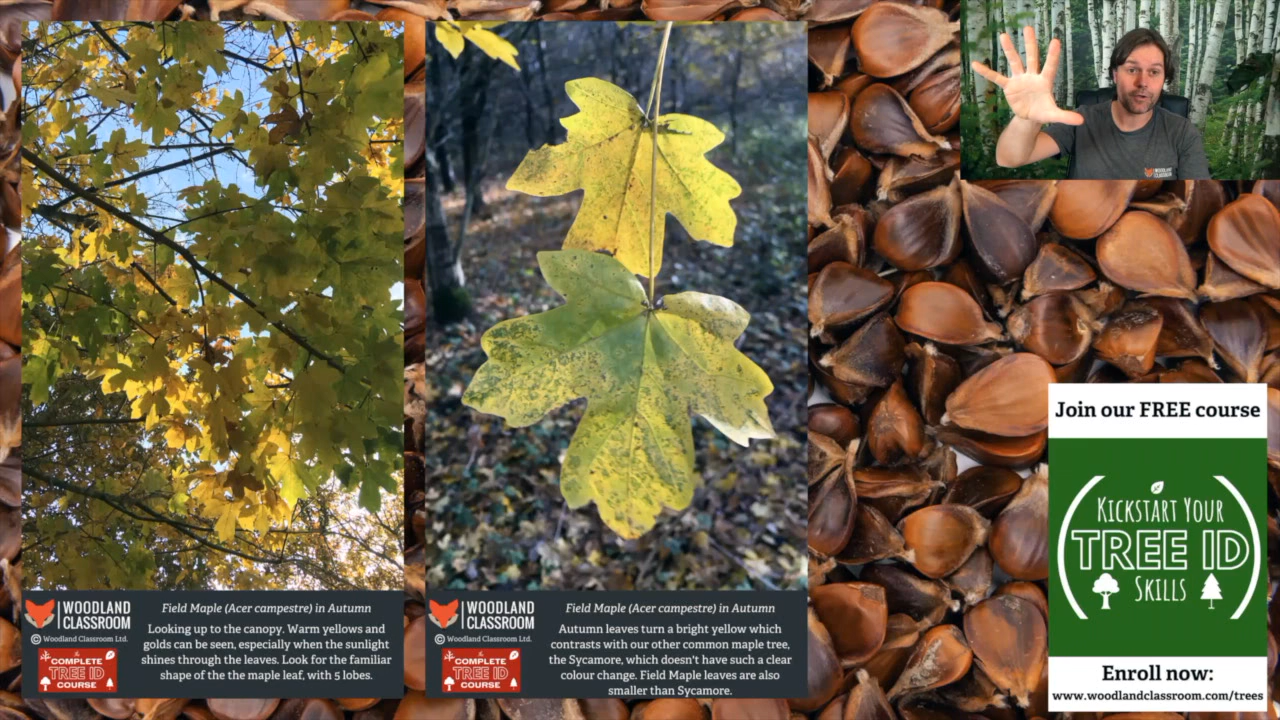 WOODLAND
CLASSROOM
© Woodland Classroom Ltd.
COMPLETE
TREE ID
COURSE
Field Maple (Acer campestre) in Autumn
Looking up to the canopy. Warm yellows and
golds can be seen, especially when the sunlight
shines through the leaves. Look for the familiar
shape of the the maple leaf, with 5 lobes.
WOODLAND
CLASSROOM
© Woodland Classroom Ltd.
COMPLETE
TREE ID
COURSE
Field Maple (Acer campestre) in Autumn
Autumn leaves turn a bright yellow which
contrasts with our other common maple tree,
the Sycamore, which doesn't have such a clear
colour change. Field Maple leaves are also
smaller than Sycamore.
WOODLAND
CLASSROOM
Join our FREE course
KICKSTART YOUR
TREE ID
SKILLS
Enroll now:
www.woodlandclassroom.com/trees